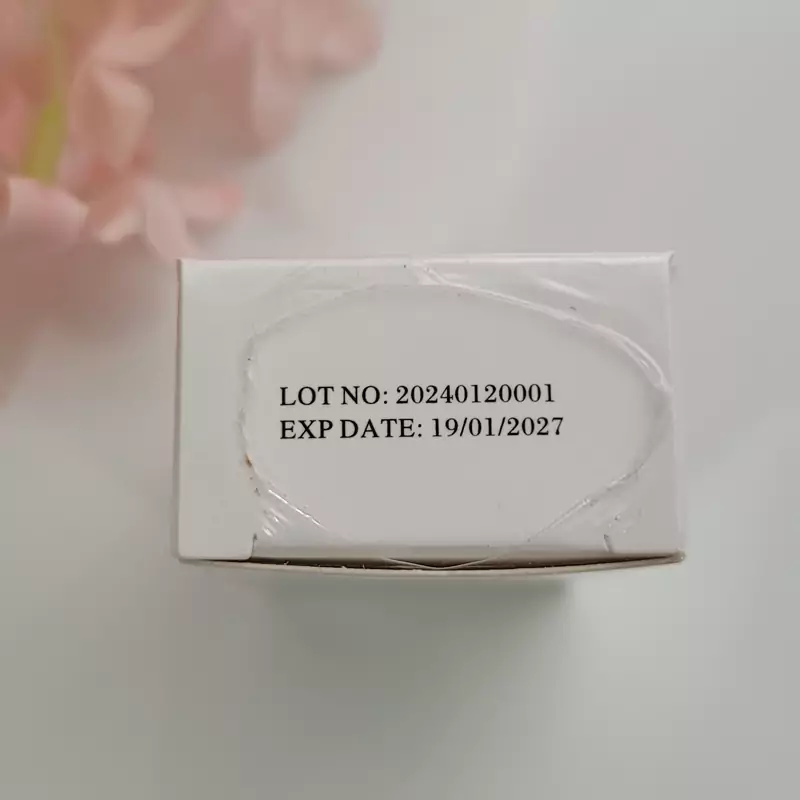 LOT NO: 20240120001
EXP DATE: 19/01/2027